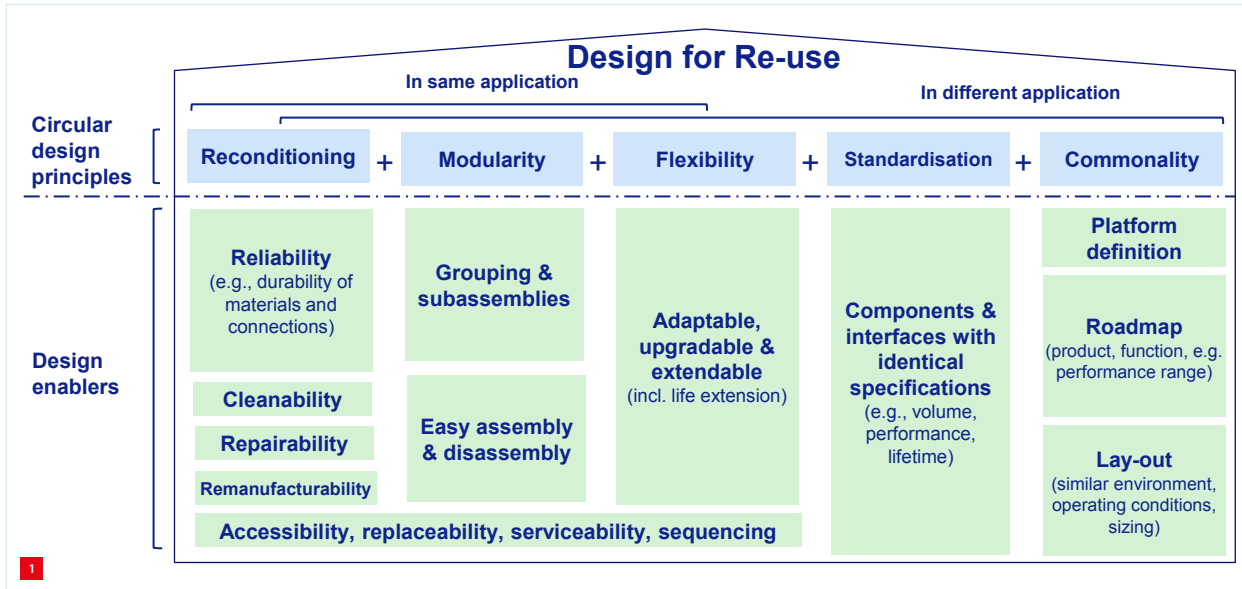 Design for Re-use
In same application
In different application
Circular
design
principles
Reconditioning + Modularity + Flexibility + Standardisation + Commonality
Design
enablers
Reliability
(e.g., durability of
materials and
connections)
Cleanability
Repairability
Remanufacturability
Grouping &
subassemblies
Easy assembly
& disassembly
Adaptable,
upgradable &
extendable
(incl. life extension)
Accessibility, replaceability, serviceability, sequencing
Components &
interfaces with
identical
specifications
(e.g., volume,
performance,
lifetime)
Platform
definition
Roadmap
(product, function, e.g.
performance range)
Lay-out
(similar environment,
operating conditions,
sizing)
1